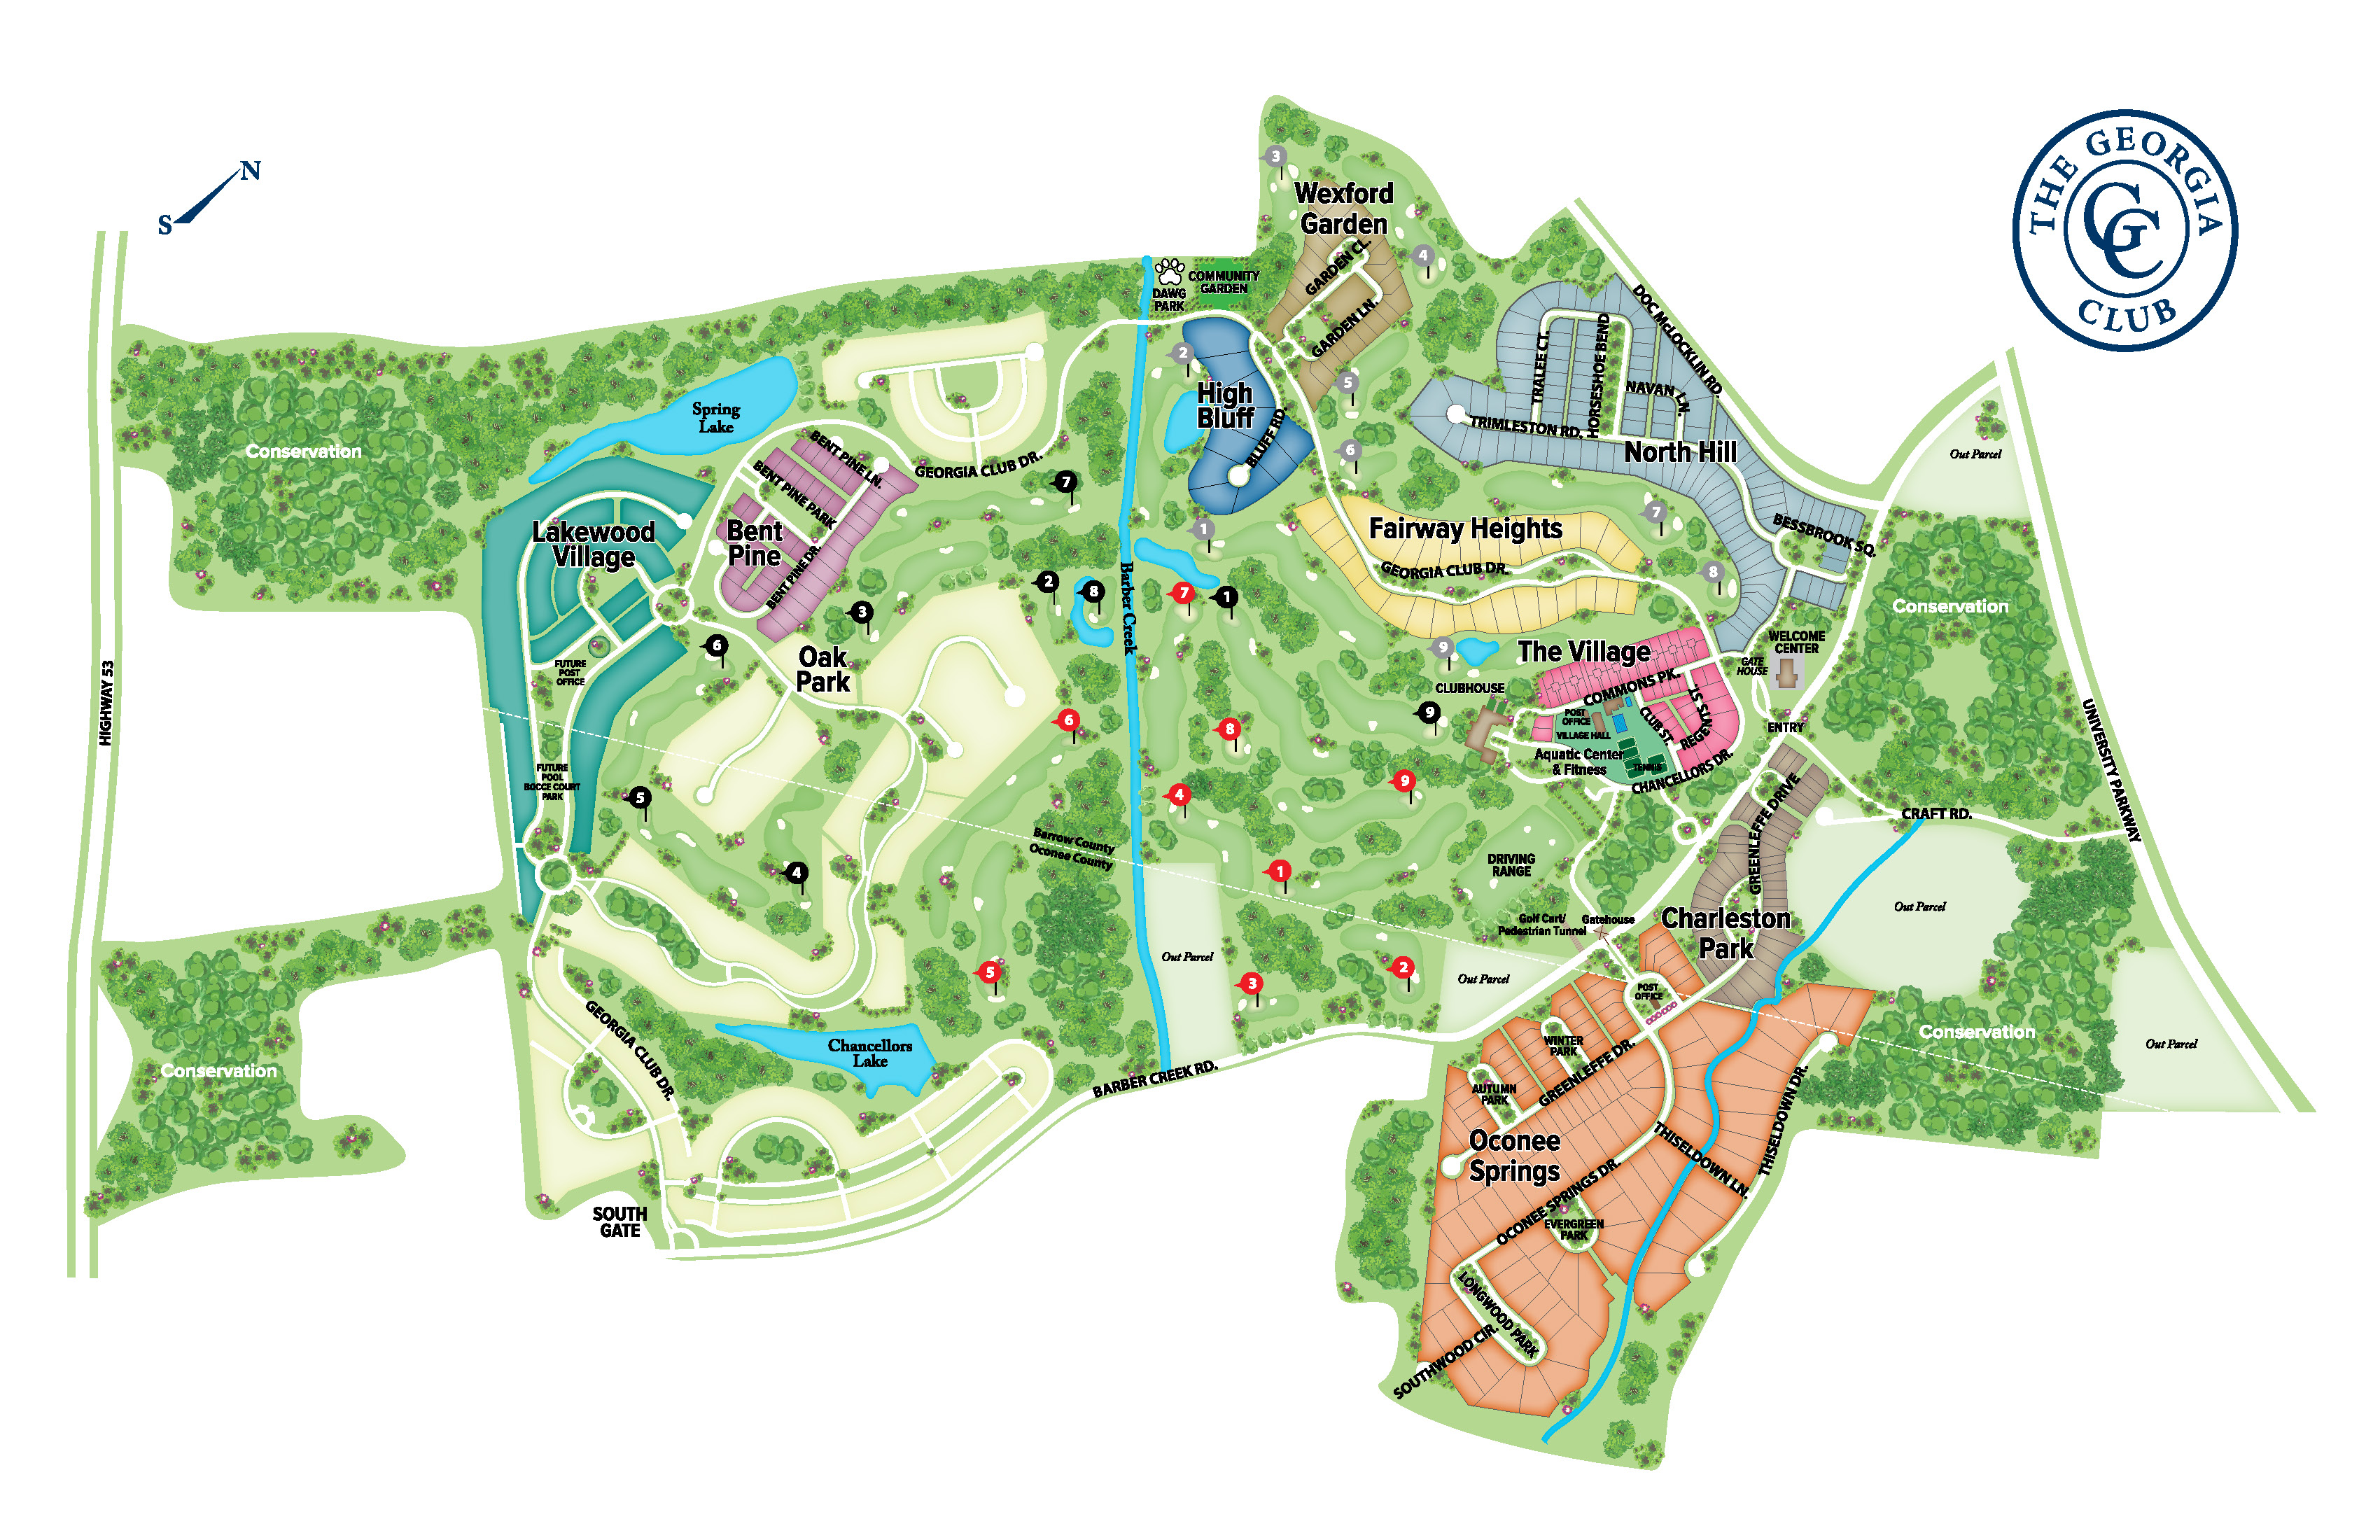 THE GEORGIA
CLUB
GC
N
S
3
Wexford
Garden
4
GARDEN CL.
GARDEN LN.
COMMUNITY
GARDEN
DAWG
PARK
2
5
High
Bluff
BLUFF RD.
6
1
DOC McLOCKLIN RD.
TRALEE CT.
HORSESHOE BEND
NAVAN LN.
TRIMLESTON RD.
North Hill
BESSBROOK SQ.
7
8
Out Parcel
Conservation
Spring
Lake
Conservation
BENT PINE LN.
BENT PINE PARK
BENT PINE DR.
Bent
Pine
GEORGIA CLUB DR.
7
Lakewood
Village
FUTURE
POST
OFFICE
FUTURE
POOL
BOCCE COURT
PARK
HIGHWAY 53
Fairway Heights
GEORGIA CLUB DR.
2
8
7
1
Barber Creek
3
6
Oak
Park
6
8
9
9
The Village
CLUBHOUSE
COMMONS PK.
POST
OFFICE
VILLAGE HALL
CLUB ST.
REGENTS ST.
Aquatic Center
& Fitness
TENNIS
CHANCELLORS DR.
WELCOME
CENTER
GATE
HOUSE
ENTRY
UNIVERSITY PARKWAY
CRAFT RD.
GREENLEFFE DRIVE
5
4
4
9
1
Barrow County
Oconee County
DRIVING
RANGE
Golf Cart/
Pedestrian Tunnel
Gatehouse
Charleston
Park
Out Parcel
Out Parcel
Out Parcel
5
3
2
POST
OFFICE
Conservation
Out Parcel
Conservation
GEORGIA CLUB DR.
Chancellors
Lake
BARBER CREEK RD.
WINTER
PARK
AUTUMN
PARK
GREENLEFFE DR.
Oconee
Springs
THISELDOWN LN.
THISELDOWN DR.
OCONEE SPRINGS DR.
EVERGREEN
PARK
LONGWOOD PARK
SOUTHWOOD CIR.
SOUTH
GATE